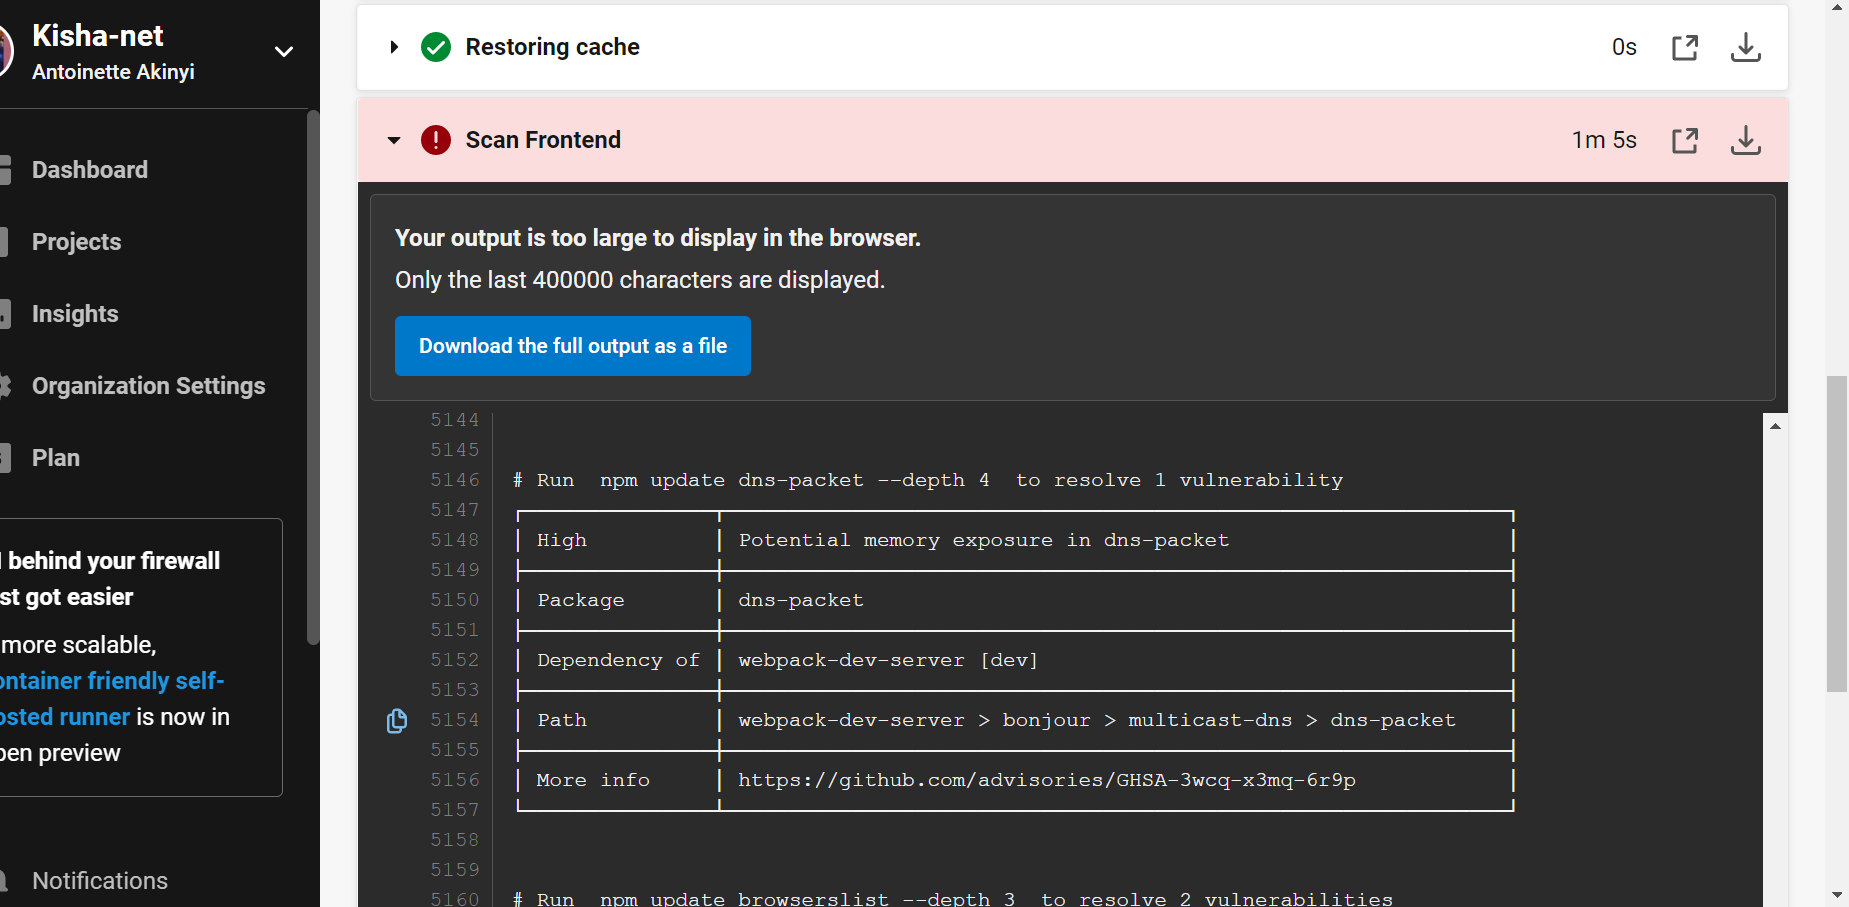 Kisha-net
Antoinette Akinyi
Dashboard
Projects
Insights
Organization Settings
Plan
behind your firewall
st got easier
more scalable,
ontainer friendly self-
osted runner is now in
pen preview
Notifications
Restoring cache
0s
Scan Frontend
1m 5s
Your output is too large to display in the browser.
Only the last 400000 characters are displayed.
Download the full output as a file
5144
5145
5146 # Run  npm update dns-packet --depth 4  to resolve 1 vulnerability
5147
5148 High Potential memory exposure in dns-packet
5149
5150 Package dns-packet
5151
5152 Dependency of webpack-dev-server [dev]
5153
5154 Path webpack-dev-server > bonjour > multicast-dns > dns-packet
5155
5156 More info https://github.com/advisories/GHSA-3wcq-x3mq-6r9p
5157
5158
5159
5160 # Run  npm update browserslist --depth 3  to resolve 2 vulnerabilities